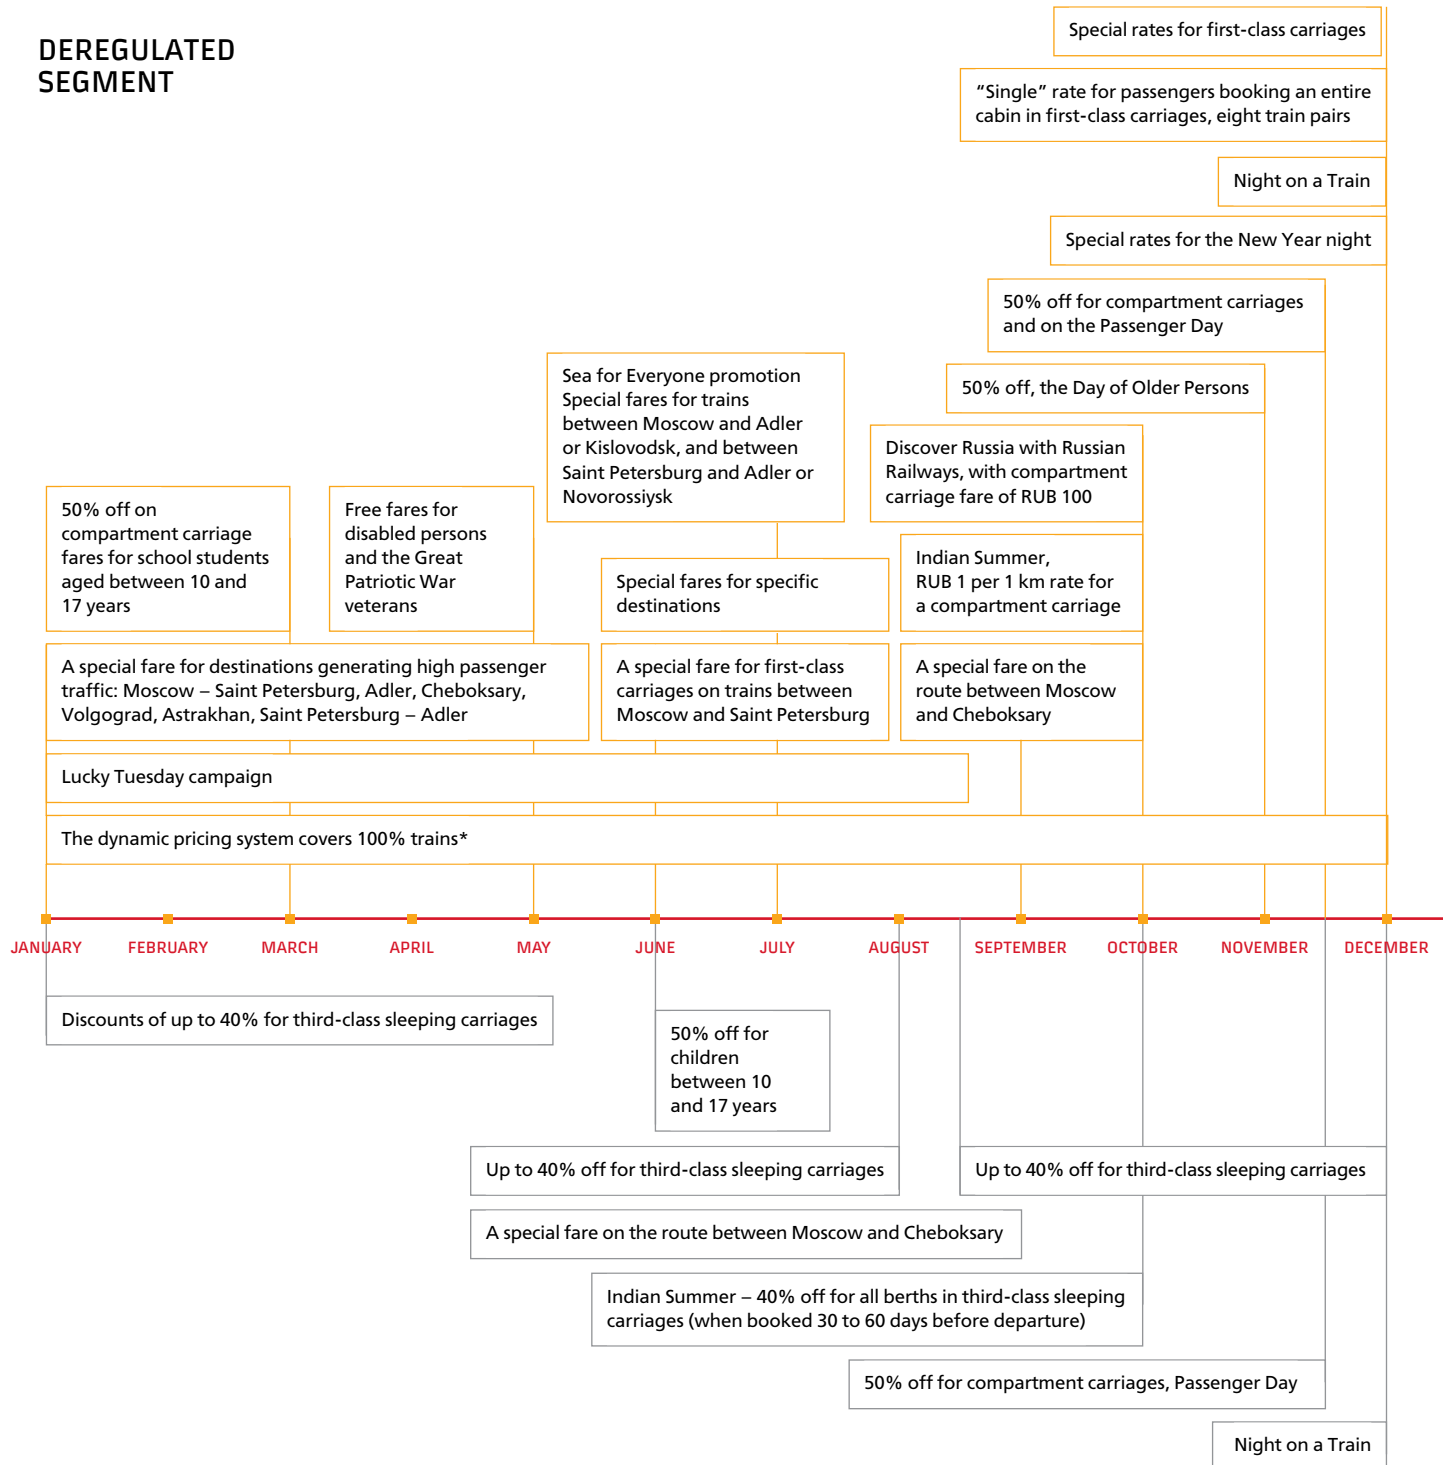 DEREGULATED
SEGMENT
Special rates for first-class carriages
“Single” rate for passengers booking an entire
cabin in first-class carriages, eight train pairs
Night on a Train
Special rates for the New Year night
50% off for compartment carriages
and on the Passenger Day
50% off, the Day of Older Persons
Sea for Everyone promotion
Special fares for trains
between Moscow and Adler
or Kislovodsk, and between
Saint Petersburg and Adler or
Novorossiysk
Discover Russia with Russian
Railways, with compartment
carriage fare of RUB 100
50% off on
compartment carriage
fares for school students
aged between 10 and
17 years
Free fares for
disabled persons
and the Great
Patriotic War
veterans
Special fares for specific
destinations
Indian Summer,
RUB 1 per 1 km rate for
a compartment carriage
A special fare for destinations generating high passenger
traffic: Moscow – Saint Petersburg, Adler, Cheboksary,
Volgograd, Astrakhan, Saint Petersburg – Adler
A special fare for first-class
carriages on trains between
Moscow and Saint Petersburg
A special fare on the
route between Moscow
and Cheboksary
Lucky Tuesday campaign
The dynamic pricing system covers 100% trains*
JANUARY FEBRUARY MARCH APRIL MAY JUNE JULY AUGUST SEPTEMBER OCTOBER NOVEMBER DECEMBER
Discounts of up to 40% for third-class sleeping carriages
50% off for
children
between 10
and 17 years
Up to 40% off for third-class sleeping carriages
Up to 40% off for third-class sleeping carriages
A special fare on the route between Moscow and Cheboksary
Indian Summer – 40% off for all berths in third-class sleeping
carriages (when booked 30 to 60 days before departure)
50% off for compartment carriages, Passenger Day
Night on a Train